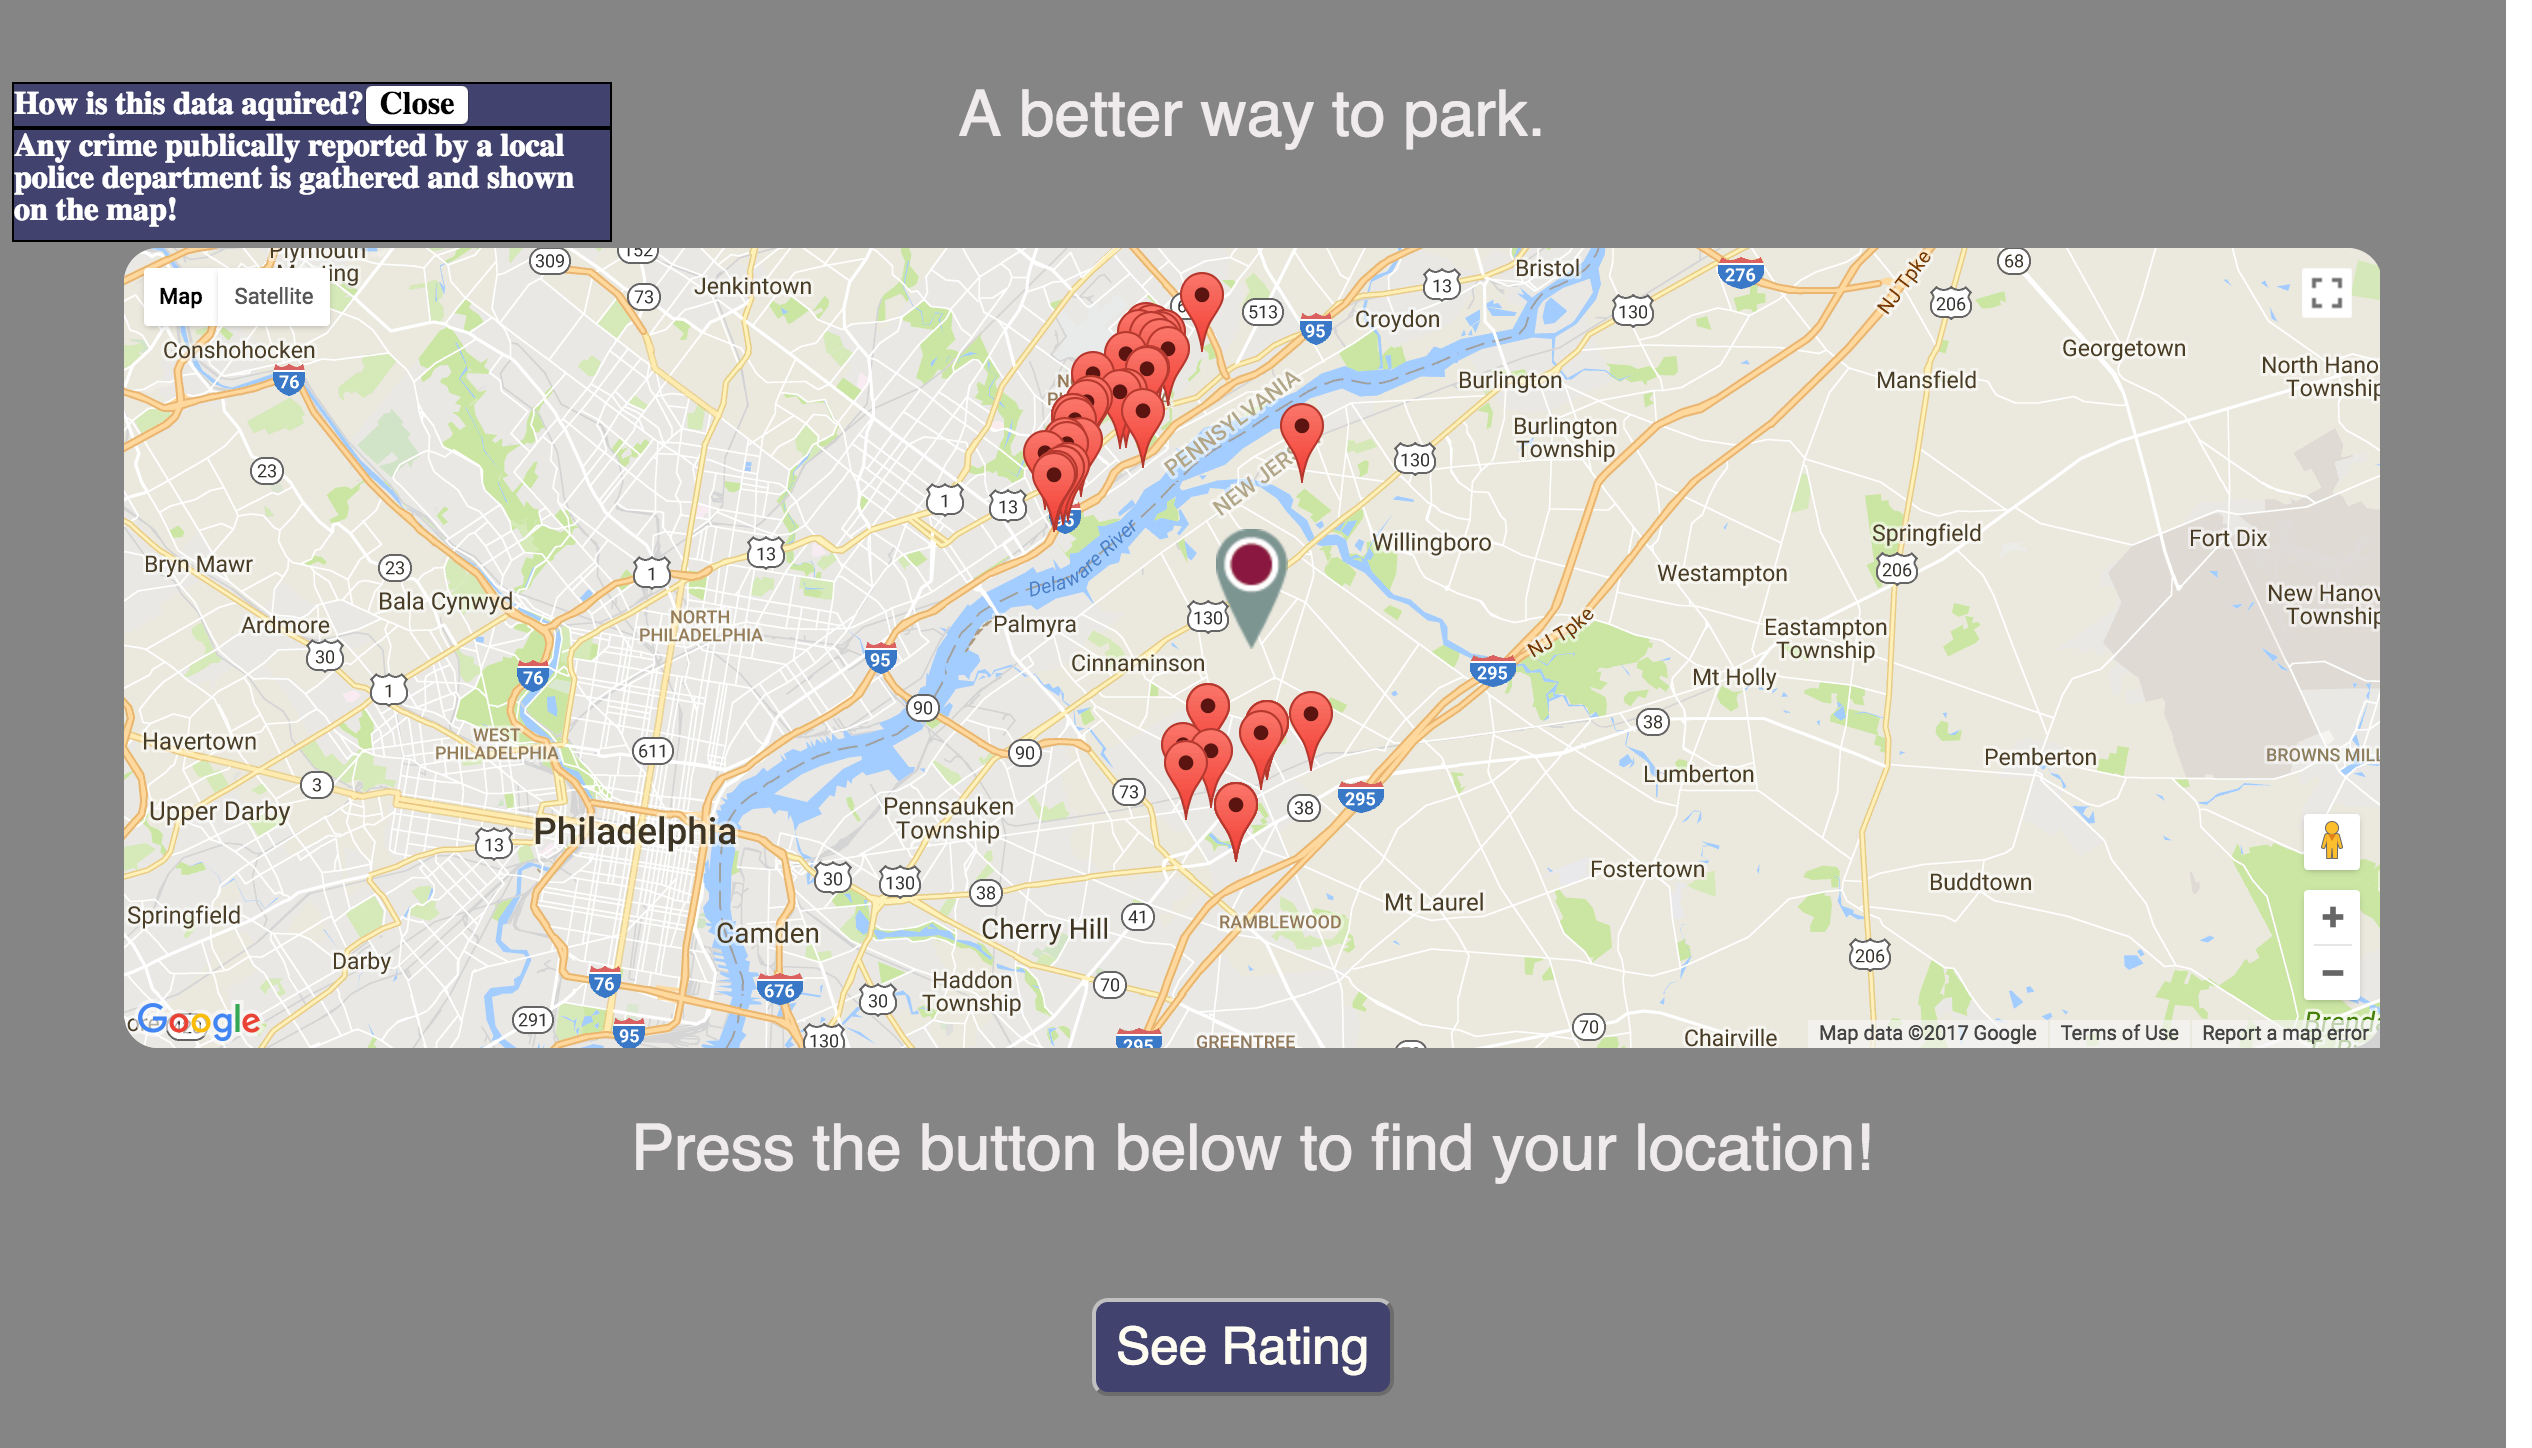 How is this data aquired? Close
Any crime publically reported by a local
police department is gathered and shown
on the map!
A better way to park.
Map Satellite
Plymouth
309
152
73
Jenkintown
Conshohocken
76
23
1
13
513
95
13
Croydon
Bristol
130
276
NJ Tpke
206
68
Georgetown
Mansfield
North Hano
Township
Burlington
Burlington
Township
PENNSYLVANIA
130
Springfield
206
Fort Dix
Willingboro
Westampton
New Hanov
Township
Bryn Mawr
23
Bala Cynwyd
1
13
Delaware River
Ardmore
30
NORTH
PHILADELPHIA
Palmyra
130
Cinnaminson
95
76
1
NJ Tpke
295
Eastampton
Township
Mt Holly
38
90
Havertown
WEST
PHILADELPHIA
611
90
3
Upper Darby
73
38
295
Lumberton
Pemberton
BROWNS MILL
Pennsauken
Township
Philadelphia
13
30
130
38
Fostertown
Buddtown
Springfield
Camden
Cherry Hill
41
RAMBLEWOOD
Mt Laurel
206
Darby
76
676
Haddon
Township
70
30
291
95
130
295
GREENTREE
70
Chairville
Google
Map data ©2017 Google Terms of Use Report a map error
Press the button below to find your location!
See Rating